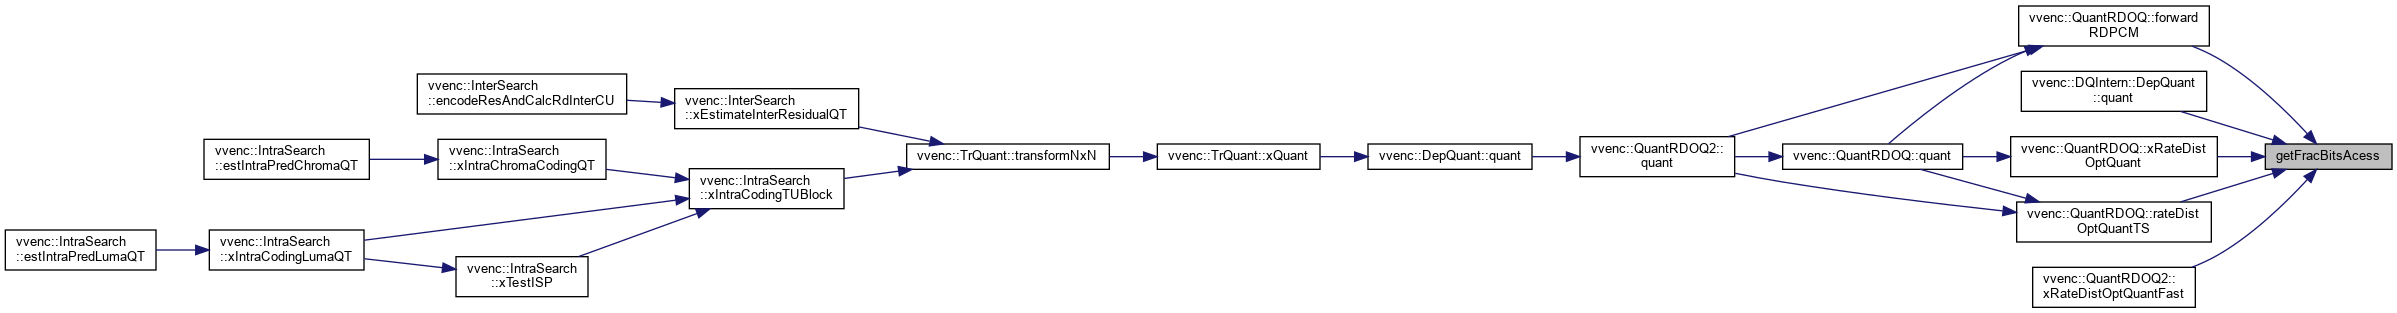 vvenc::IntraSearch
::estIntraPredLumaQT
vvenc::IntraSearch
::estIntraPredChromaQT
vvenc::IntraSearch
::xIntraCodingLumaQT
vvenc::InterSearch
::encodeResAndCalcRdInterCU
vvenc::IntraSearch
::xIntraChromaCodingQT
vvenc::IntraSearch
::xTestISP
vvenc::InterSearch
::xEstimateInterResidualQT
vvenc::IntraSearch
::xIntraCodingTUBlock
vvenc::TrQuant::transformNxN
vvenc::TrQuant::xQuant
vvenc::DepQuant::quant
vvenc::QuantRDOQ2::
quant
vvenc::QuantRDOQ::quant
vvenc::QuantRDOQ::forward
RDPCM
vvenc::DQIntern::DepQuant
::quant
vvenc::QuantRDOQ::xRateDist
OptQuant
vvenc::QuantRDOQ::rateDist
OptQuantTS
vvenc::QuantRDOQ2::
xRateDistOptQuantFast
getFracBitsAcess